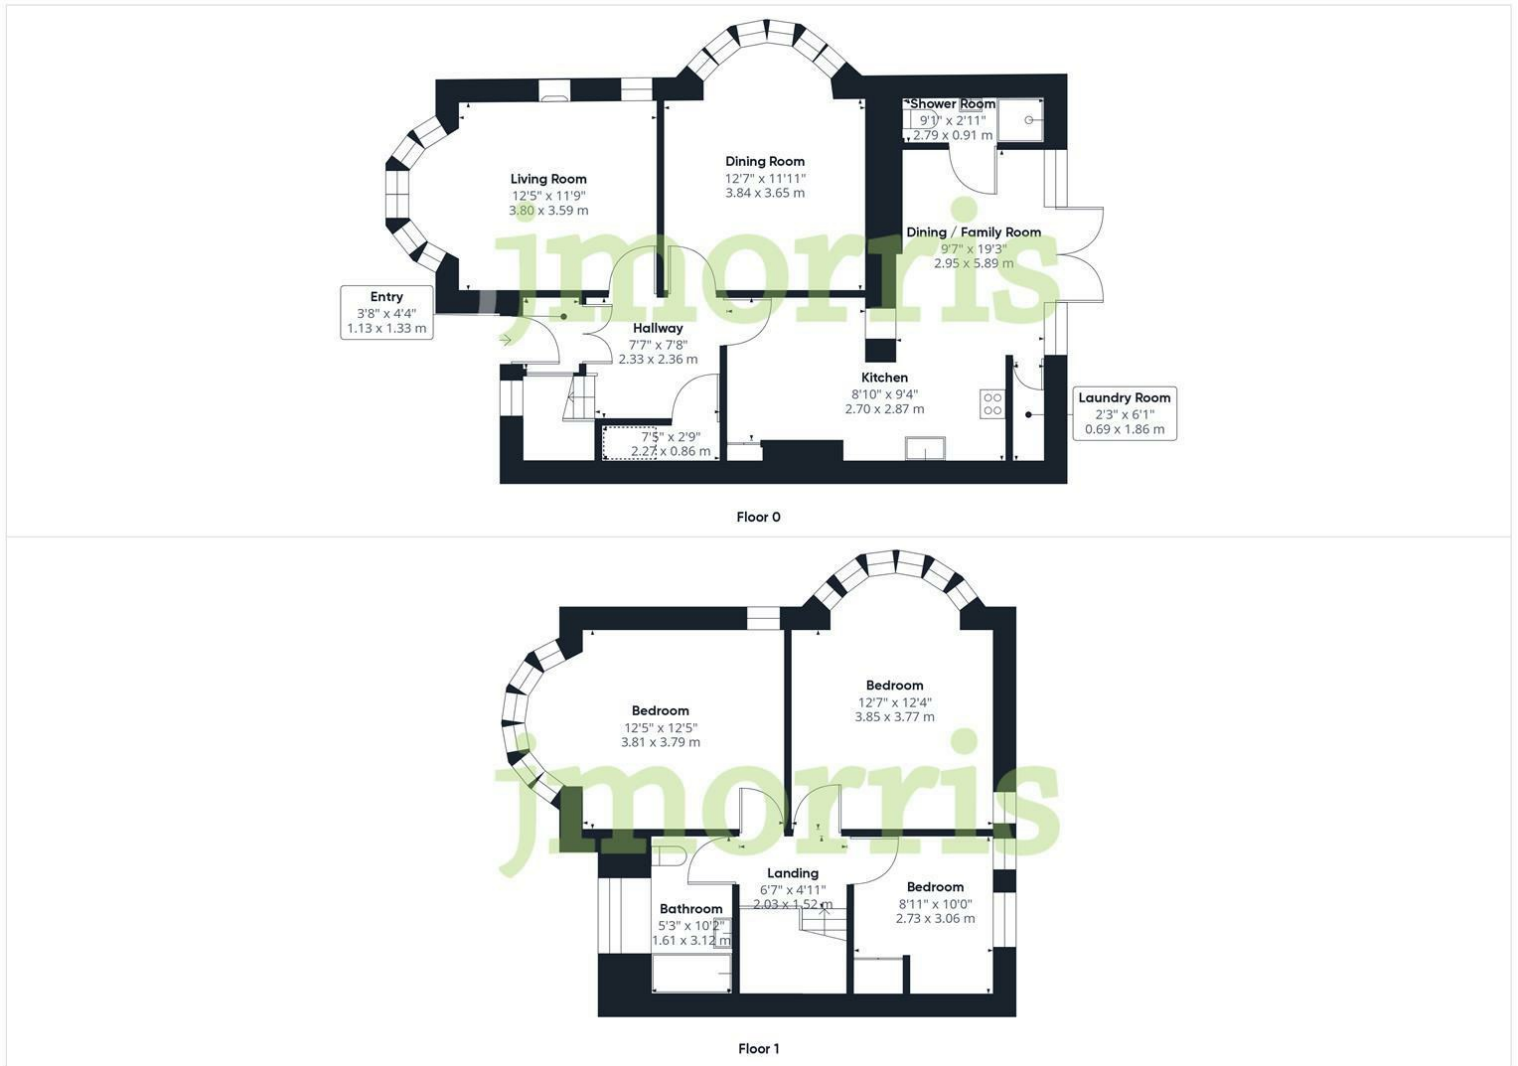 Shower Room
9'1" x 2'11"
2.79 x 0.91 m
Dining Room
12'7" x 11'11"
3.84 x 3.65 m
Living Room
12'5" x 11'9"
3.80 x 3.59 m
jmorris
Dining / Family Room
9'7" x 19'3"
2.95 x 5.89 m
Entry
3'8" x 4'4"
1.13 x 1.33 m
Hallway
7'7" x 7'8"
2.33 x 2.36 m
Kitchen
8'10" x 9'4"
2.70 x 2.87 m
Laundry Room
2'3" x 6'1"
0.69 x 1.86 m
7'5" x 2'9"
2.27 x 0.86 m
Floor 0
Bedroom
12'7" x 12'4"
3.85 x 3.77 m
Bedroom
12'5" x 12'5"
3.81 x 3.79 m
jmorris
Landing
6'7" x 4'11"
2.03 x 1.52 m
Bedroom
8'11" x 10'0"
2.73 x 3.06 m
Bathroom
5'3" x 10'2"
1.61 x 3.12 m
Floor 1